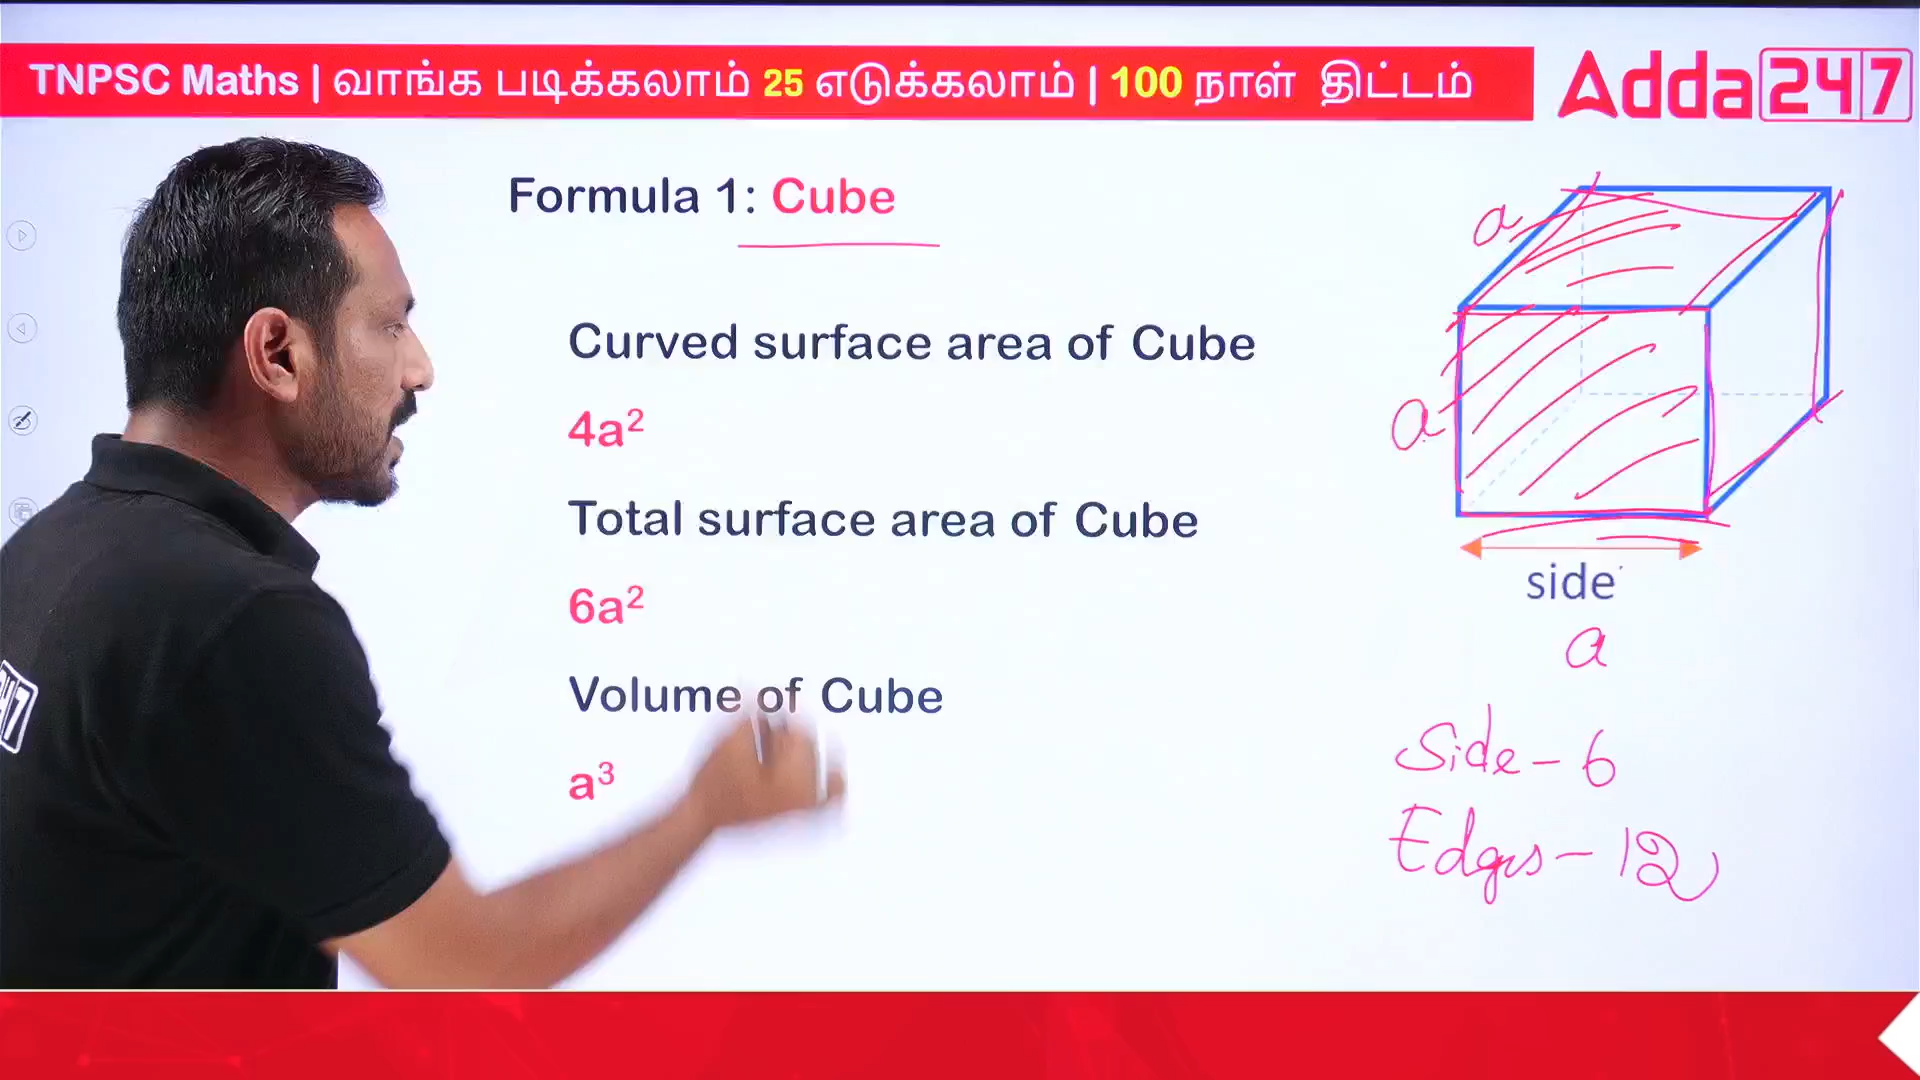 TNPSC Maths | வாங்க படிக்கலாம் 25 எடுக்கலாம் | 100 நாள் திட்டம்
Adda247
Formula 1: Cube
Curved surface area of Cube
4a²
Total surface area of Cube
6a²
Volume of Cube
a³
a
a
side
a
Side - 6
Edges - 12